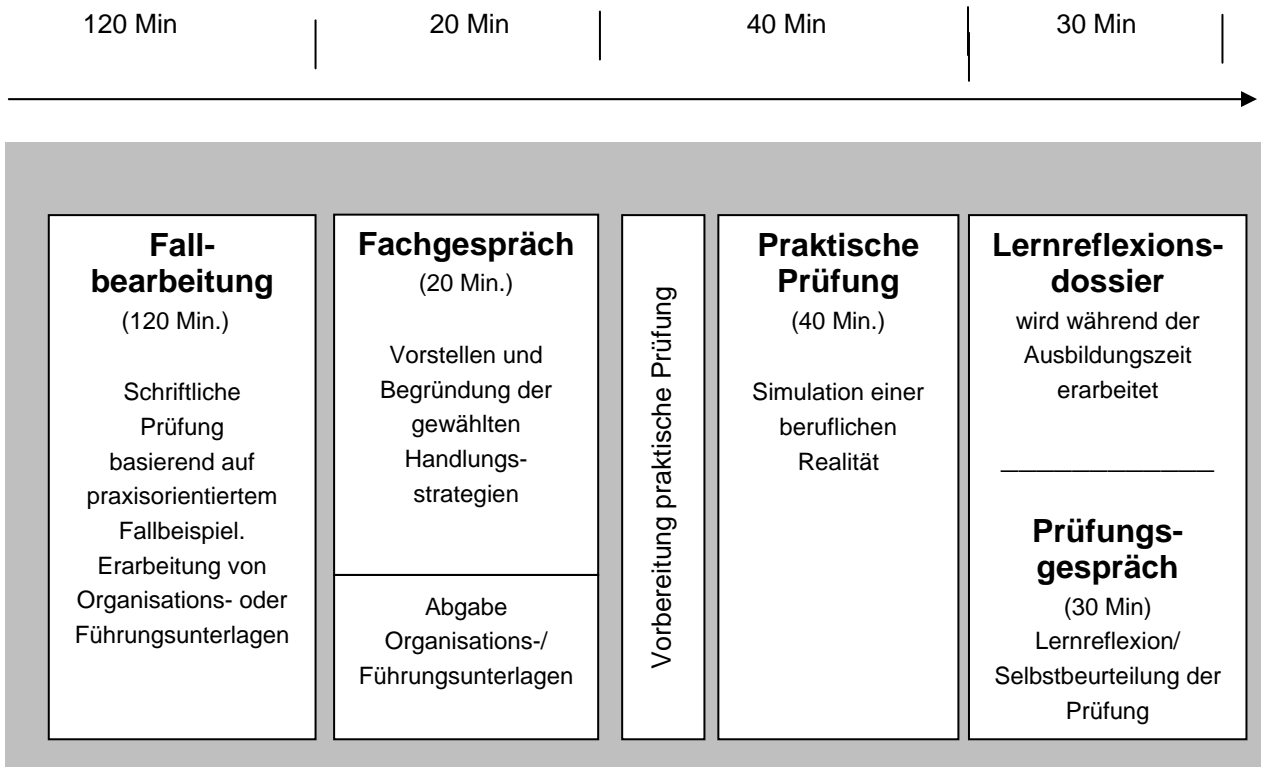 120 Min
20 Min
40 Min
30 Min
Fall-
bearbeitung
(120 Min.)
Schriftliche
Prüfung
basierend auf
praxisorientiertem
Fallbeispiel.
Erarbeitung von
Organisations- oder
Führungsunterlagen
Fachgespräch
(20 Min.)
Vorstellen und
Begründung der
gewählten
Handlungs-
strategien
Abgabe
Organisations-/
Führungsunterlagen
Vorbereitung praktische Prüfung
Praktische
Prüfung
(40 Min.)
Simulation einer
beruflichen
Realität
Lernreflexions-
dossier
wird während der
Ausbildungszeit
erarbeitet
Prüfungs-
gespräch
(30 Min)
Lernreflexion/
Selbstbeurteilung der
Prüfung